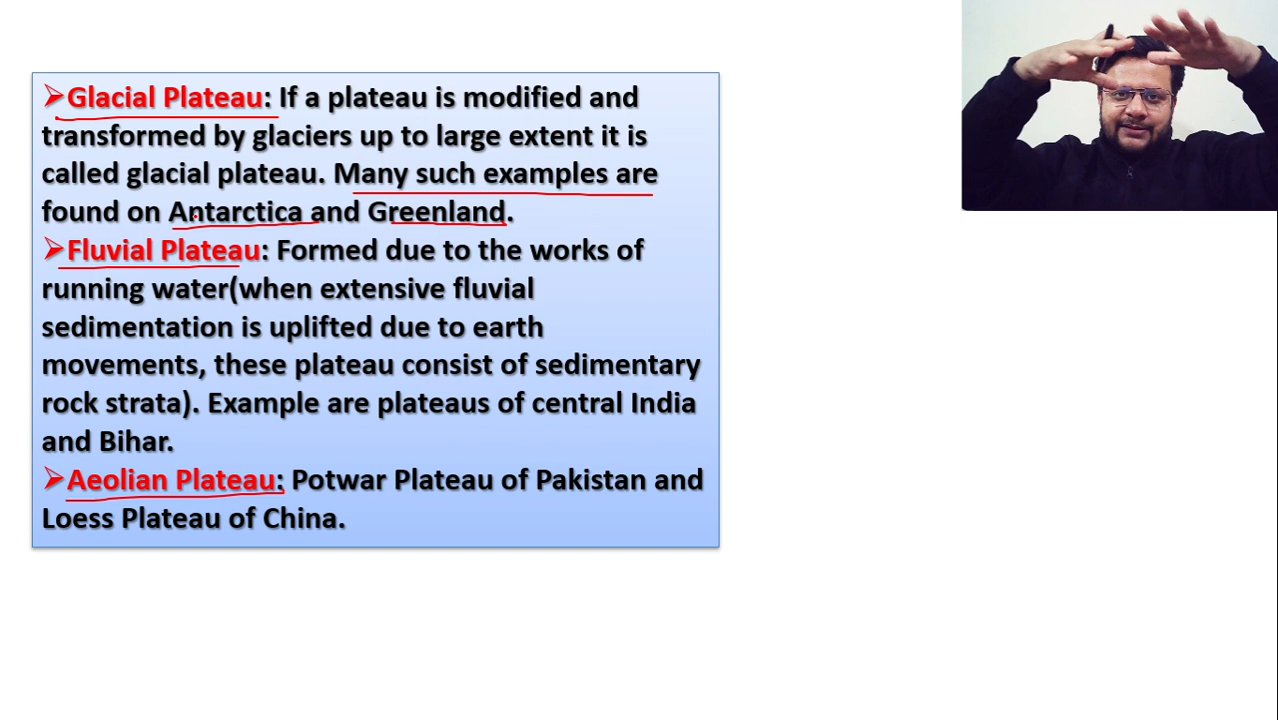 ➢Glacial Plateau: If a plateau is modified and
transformed by glaciers up to large extent it is
called glacial plateau. Many such examples are
found on Antarctica and Greenland.
➢Fluvial Plateau: Formed due to the works of
running water(when extensive fluvial
sedimentation is uplifted due to earth
movements, these plateau consist of sedimentary
rock strata). Example are plateaus of central India
and Bihar.
➢Aeolian Plateau: Potwar Plateau of Pakistan and
Loess Plateau of China.